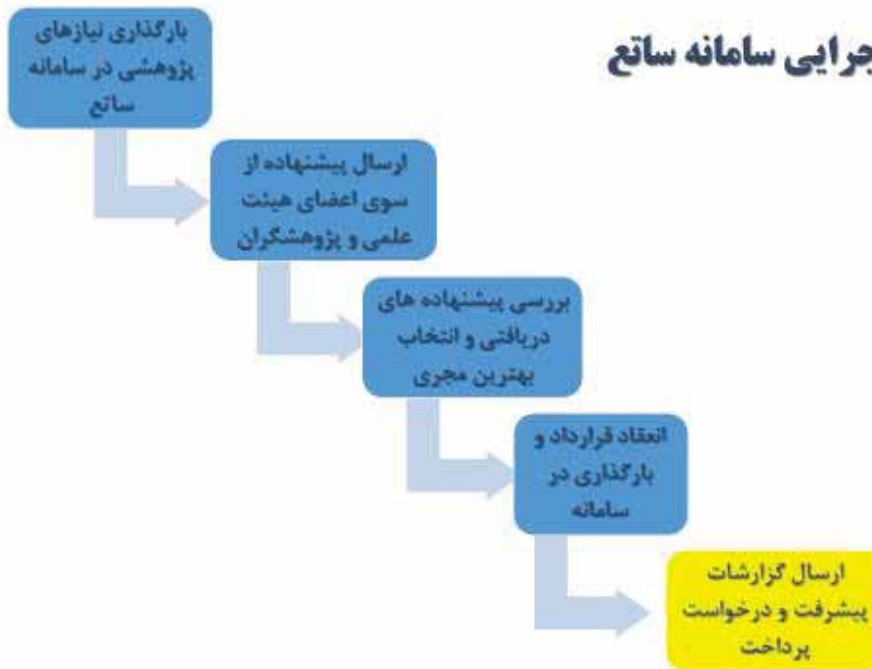 جرایی سامانه ساتع
بارگذاری نیازهای
پژوهشی در سامانه
ساتع
ارسال پیشنهاده از
سوی اعضای هیئت
علمی و پژوهشگران
بررسی پیشنهاده های
دریافتی و انتخاب
بهترین مجری
انعقاد قرارداد و
بارگذاری در
سامانه
ارسال گزارشات
پیشرفت و درخواست
پرداخت